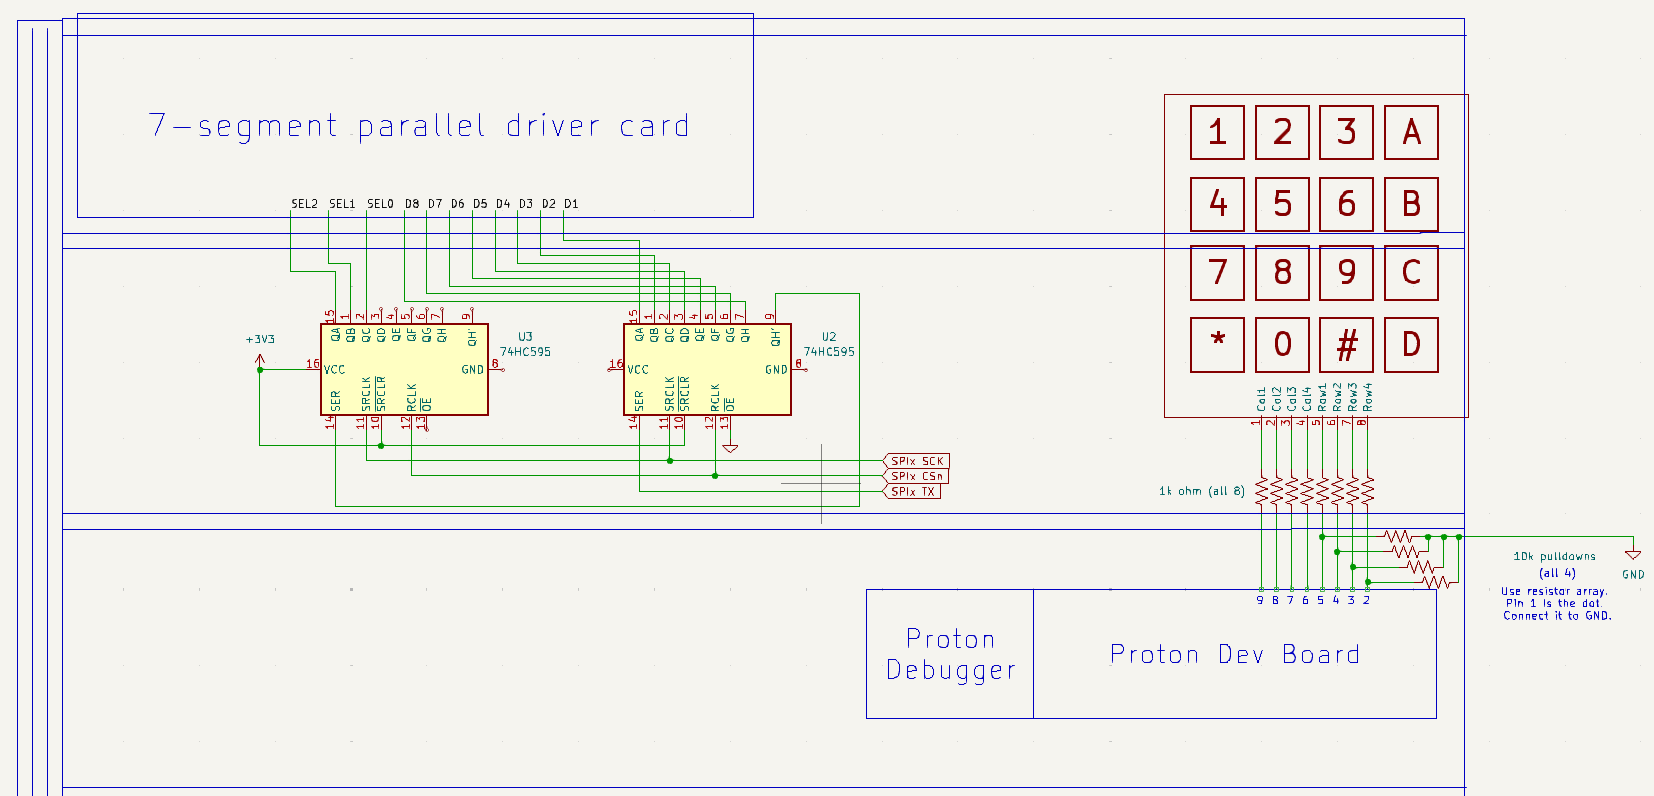 7-segment parallel driver card
SEL2 SEL1 SEL0 D8 D7 D6 D5 D4 D3 D2 D1
1 2 3 A
4 5 6 B
7 8 9 C
* 0 # D
Col1 Col2 Col3 Col4 Row1 Row2 Row3 Row4
1 2 3 4 5 6 7 8
+3V3
15 1 2 3 4 5 6 7 9
QA QB QC QD QE QF QG QH QH'
16 VCC
GND 8
SER SRCLK SRCLR RCLK OE
14 11 10 12 13
U3
74HC595
15 1 2 3 4 5 6 7 9
QA QB QC QD QE QF QG QH QH'
16 VCC
GND 8
SER SRCLK SRCLR RCLK OE
14 11 10 12 13
U2
74HC595
SPIx SCK
SPIx CSn
SPIx TX
1k ohm (all 8)
10k pulldowns
(all 4)
Use resistor array.
Pin 1 is the dot.
Connect it to GND.
GND
9 8 7 6 5 4 3 2
Proton
Debugger
Proton Dev Board